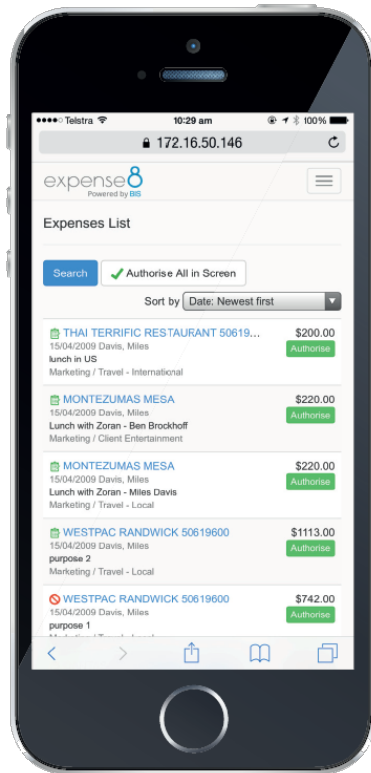 Telstra 10:29 am 100%
172.16.50.146
expense8
Powered by BIS
Expenses List
Search Authorise All in Screen
Sort by Date: Newest first
THAI TERRIFIC RESTAURANT 50619... $200.00
15/04/2009 Davis, Miles Authorise
lunch in US
Marketing / Travel - International
MONTEZUMAS MESA $220.00
15/04/2009 Davis, Miles Authorise
Lunch with Zoran - Ben Brockhoff
Marketing / Client Entertainment
MONTEZUMAS MESA $220.00
15/04/2009 Davis, Miles Authorise
Lunch with Zoran - Miles Davis
Marketing / Travel - Local
WESTPAC RANDWICK 50619600 $1113.00
15/04/2009 Davis, Miles Authorise
purpose 2
Marketing / Travel - Local
WESTPAC RANDWICK 50619600 $742.00
15/04/2009 Davis, Miles Authorise
purpose 1